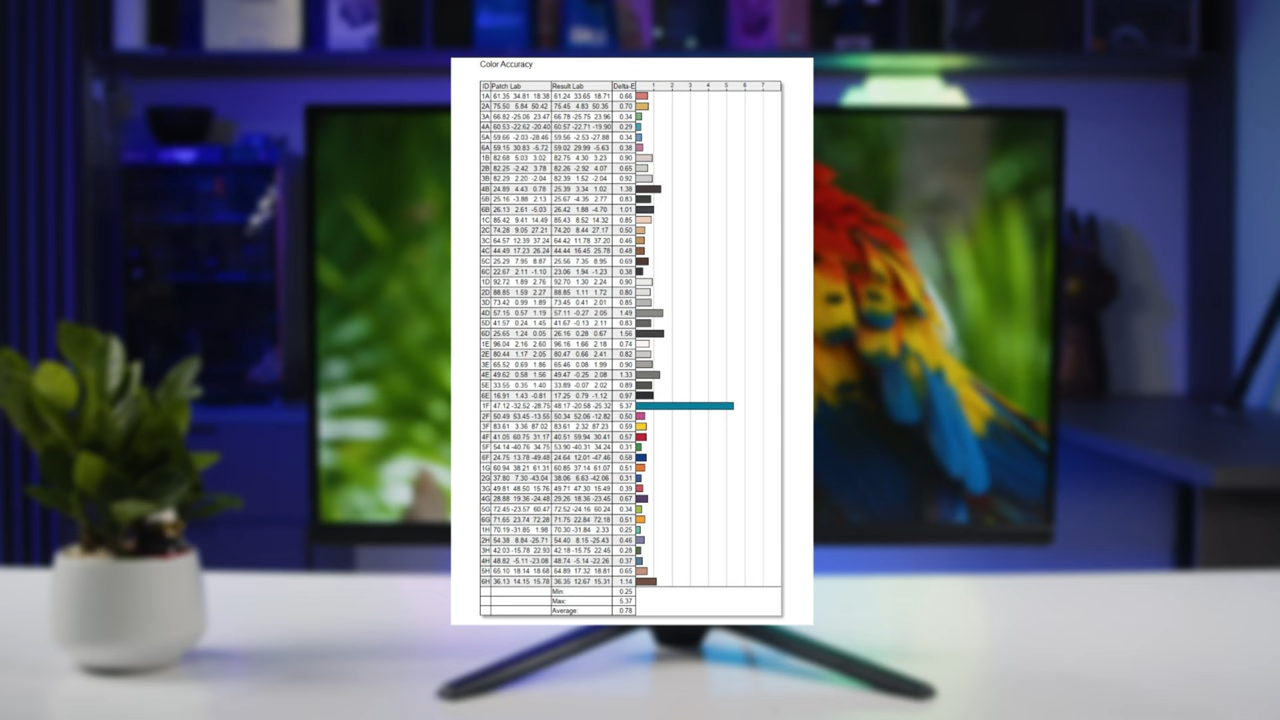 Color Accuracy
ID Patch Lab Result Lab Delta-E 1 2 3 4 5 6 7
1A 61.35 34.81 18.38 61.24 33.65 18.71 0.66
2A 75.50 5.84 50.42 75.45 4.83 50.35 0.70
3A 66.82 -25.06 23.47 66.78 -25.75 23.96 0.34
4A 60.53 -22.62 -20.40 60.57 -22.71 -19.90 0.29
5A 59.66 -2.03 -28.46 59.56 -2.53 -27.88 0.34
6A 59.15 30.83 -5.72 59.02 29.99 -5.63 0.38
1B 82.68 5.03 3.02 82.75 4.30 3.23 0.90
2B 82.25 -2.42 3.78 82.26 -2.92 4.07 0.65
3B 82.29 2.20 -2.04 82.39 1.52 -2.04 0.92
4B 24.89 4.43 0.78 25.39 3.34 1.02 1.38
5B 25.16 -3.88 2.13 25.67 -4.35 2.77 0.83
6B 26.13 2.61 -5.03 26.42 1.88 -4.70 1.01
1C 85.42 9.41 14.49 85.43 8.52 14.32 0.85
2C 74.28 9.05 27.21 74.20 8.44 27.17 0.50
3C 64.57 12.39 37.24 64.42 11.78 37.20 0.46
4C 44.49 17.23 26.24 44.44 16.45 25.78 0.48
5C 25.29 7.95 8.87 25.56 7.35 8.95 0.69
6C 22.67 2.11 -1.10 23.06 1.94 -1.23 0.38
1D 92.72 1.89 2.76 92.70 1.30 2.24 0.90
2D 88.85 1.59 2.27 88.85 1.11 1.72 0.80
3D 73.42 0.99 1.89 73.45 0.41 2.01 0.85
4D 57.15 0.57 1.19 57.11 -0.27 2.05 1.49
5D 41.57 0.24 1.45 41.67 -0.13 2.11 0.83
6D 25.65 1.24 0.05 26.16 0.28 0.67 1.56
1E 96.04 2.16 2.60 96.16 1.66 2.18 0.74
2E 80.44 1.17 2.05 80.47 0.66 2.41 0.82
3E 65.52 0.69 1.86 65.46 0.08 1.99 0.90
4E 49.62 0.58 1.56 49.47 -0.25 2.08 1.33
5E 33.55 0.35 1.40 33.89 -0.07 2.02 0.89
6E 16.91 1.43 -0.81 17.25 0.79 -1.12 0.97
1F 47.12 -32.52 -28.75 48.17 -20.58 -25.32 5.37
2F 50.49 53.45 -13.55 50.34 52.06 -12.82 0.50
3F 83.61 3.36 87.02 83.51 2.32 87.23 0.59
4F 41.05 60.75 31.17 40.51 59.94 30.41 0.57
5F 54.14 -40.76 34.75 53.90 -40.31 34.24 0.31
6F 24.75 13.78 -49.48 24.64 12.01 -47.46 0.58
1G 60.94 38.21 61.31 60.85 37.14 61.07 0.51
2G 37.80 7.30 -43.04 38.06 6.63 -42.06 0.31
3G 49.81 48.50 15.76 49.71 47.30 15.49 0.39
4G 28.88 19.36 -24.48 29.26 18.36 -23.45 0.67
5G 72.45 -23.57 60.47 72.52 -24.16 60.24 0.34
6G 71.65 23.74 72.28 71.75 22.84 72.18 0.51
1H 70.19 -31.85 1.98 70.30 -31.84 2.33 0.25
2H 54.38 8.84 -25.71 54.40 8.15 -25.43 0.46
3H 42.03 -15.78 22.93 42.18 -15.75 22.45 0.28
4H 48.82 -5.11 -23.08 48.74 -5.14 -22.26 0.37
5H 65.10 18.14 18.68 64.89 17.32 18.81 0.65
6H 36.13 14.15 15.78 36.35 12.67 15.31 1.14
Min: 0.25
Max: 5.37
Average: 0.78